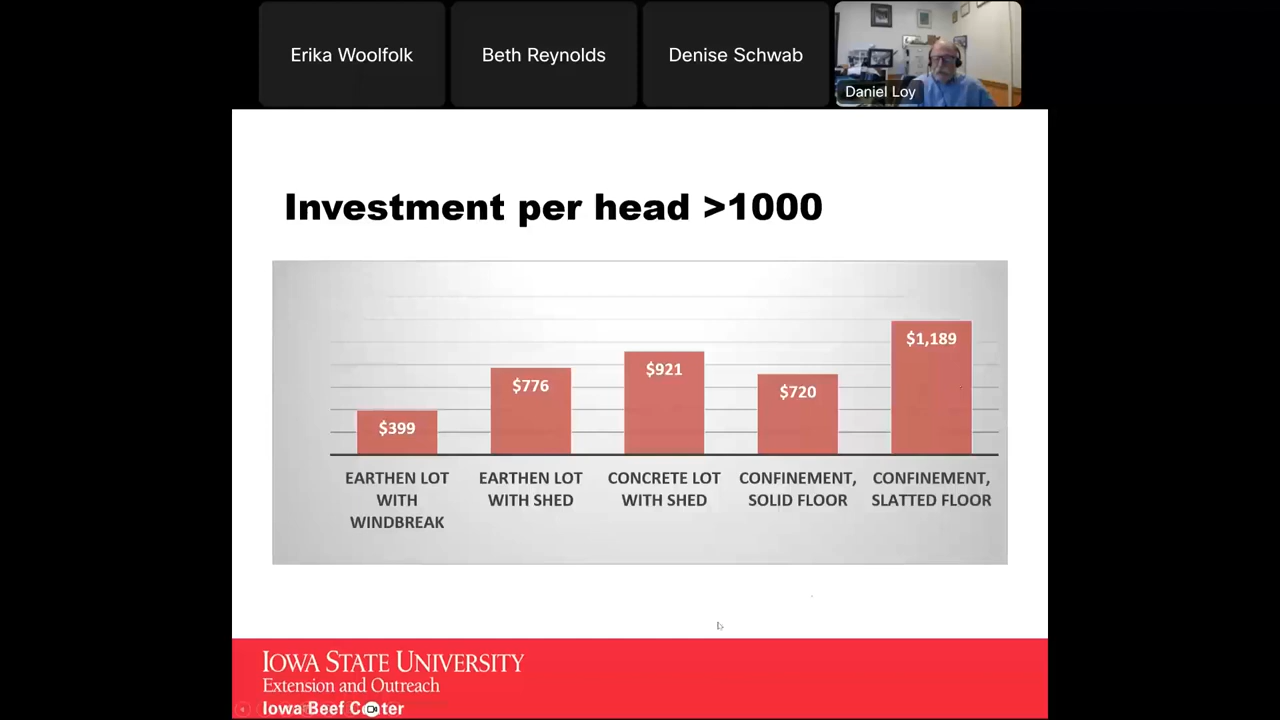 Erika Woolfolk
Beth Reynolds
Denise Schwab
Daniel Loy
Investment per head >1000
$399
$776
$921
$720
$1,189
EARTHEN LOT
WITH
WINDBREAK
EARTHEN LOT
WITH SHED
CONCRETE LOT
WITH SHED
CONFINEMENT,
SOLID FLOOR
CONFINEMENT,
SLATTED FLOOR
IOWA STATE UNIVERSITY
Extension and Outreach
Iowa Beef Center